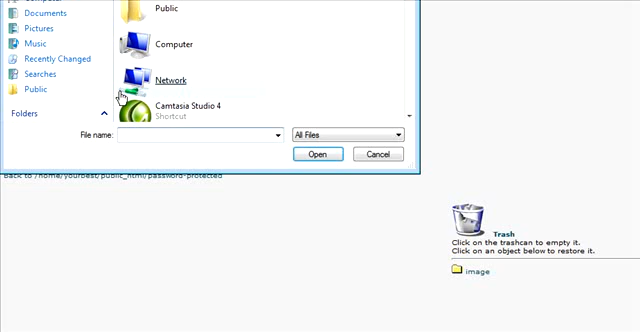 Documents
Pictures
Music
Recently Changed
Searches
Public
Folders
Public
Computer
Network
Camtasia Studio 4
Shortcut
File name:
All Files
Open
Cancel
Back to /home/yourbest/public_html/password-protected
Trash
Click on the trashcan to empty it.
Click on an object below to restore it.
image